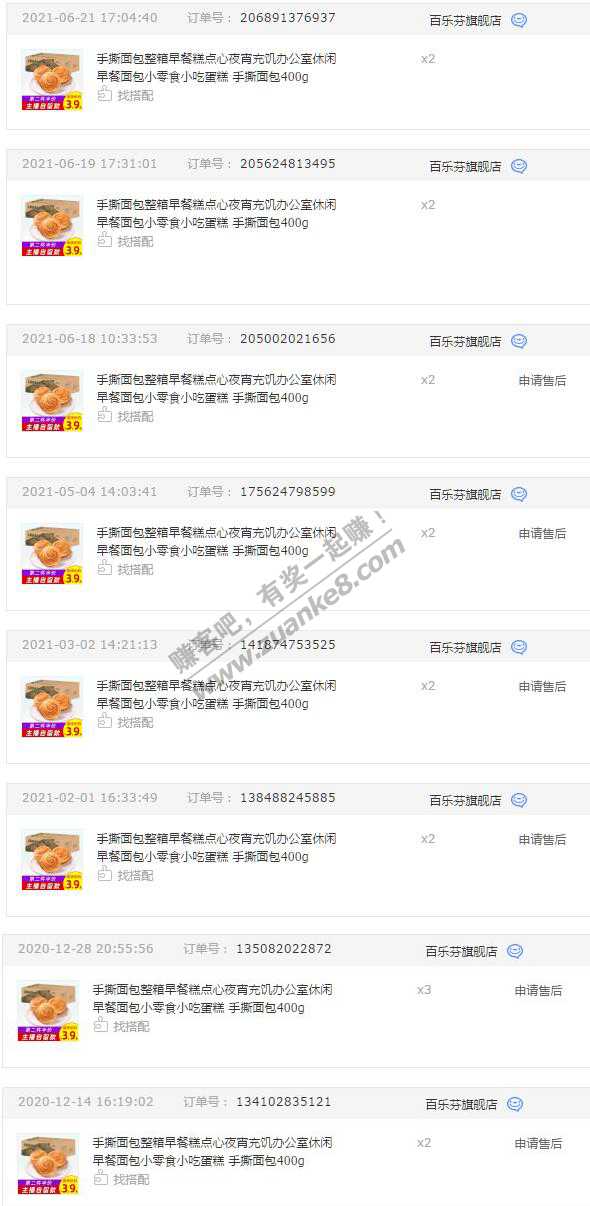 2021-06-21 17:04:40 订单号： 206891376937 百乐芬旗舰店
手撕面包整箱早餐糕点心夜宵充饥办公室休闲 x2
早餐面包小零食小吃蛋糕 手撕面包400g
找搭配
第二件半价
主播自留款 3.9.
2021-06-19 17:31:01 订单号： 205624813495 百乐芬旗舰店
手撕面包整箱早餐糕点心夜宵充饥办公室休闲 x2
早餐面包小零食小吃蛋糕 手撕面包400g
找搭配
第二件半价
主播自留款 3.9.
2021-06-18 10:33:53 订单号： 205002021656 百乐芬旗舰店
手撕面包整箱早餐糕点心夜宵充饥办公室休闲 x2 申请售后
早餐面包小零食小吃蛋糕 手撕面包400g
找搭配
第二件半价
主播自留款 3.9.
2021-05-04 14:03:41 订单号： 175624798599 百乐芬旗舰店
手撕面包整箱早餐糕点心夜宵充饥办公室休闲 x2 申请售后
早餐面包小零食小吃蛋糕 手撕面包400g
找搭配
第二件半价
主播自留款 3.9.
赚客吧，有奖一起赚！
www.zuanke8.com
2021-03-02 14:21:13 订单号： 141874753525 百乐芬旗舰店
手撕面包整箱早餐糕点心夜宵充饥办公室休闲 x2 申请售后
早餐面包小零食小吃蛋糕 手撕面包400g
找搭配
第二件半价
主播自留款 3.9.
2021-02-01 16:33:49 订单号： 138488245885 百乐芬旗舰店
手撕面包整箱早餐糕点心夜宵充饥办公室休闲 x2 申请售后
早餐面包小零食小吃蛋糕 手撕面包400g
找搭配
第二件半价
主播自留款 3.9.
2020-12-28 20:55:56 订单号： 135082022872 百乐芬旗舰店
手撕面包整箱早餐糕点心夜宵充饥办公室休闲 x3 申请售后
早餐面包小零食小吃蛋糕 手撕面包400g
找搭配
第二件半价
主播自留款 3.9.
2020-12-14 16:19:02 订单号： 134102835121 百乐芬旗舰店
手撕面包整箱早餐糕点心夜宵充饥办公室休闲 x2 申请售后
早餐面包小零食小吃蛋糕 手撕面包400g
找搭配
第二件半价
主播自留款 3.9.